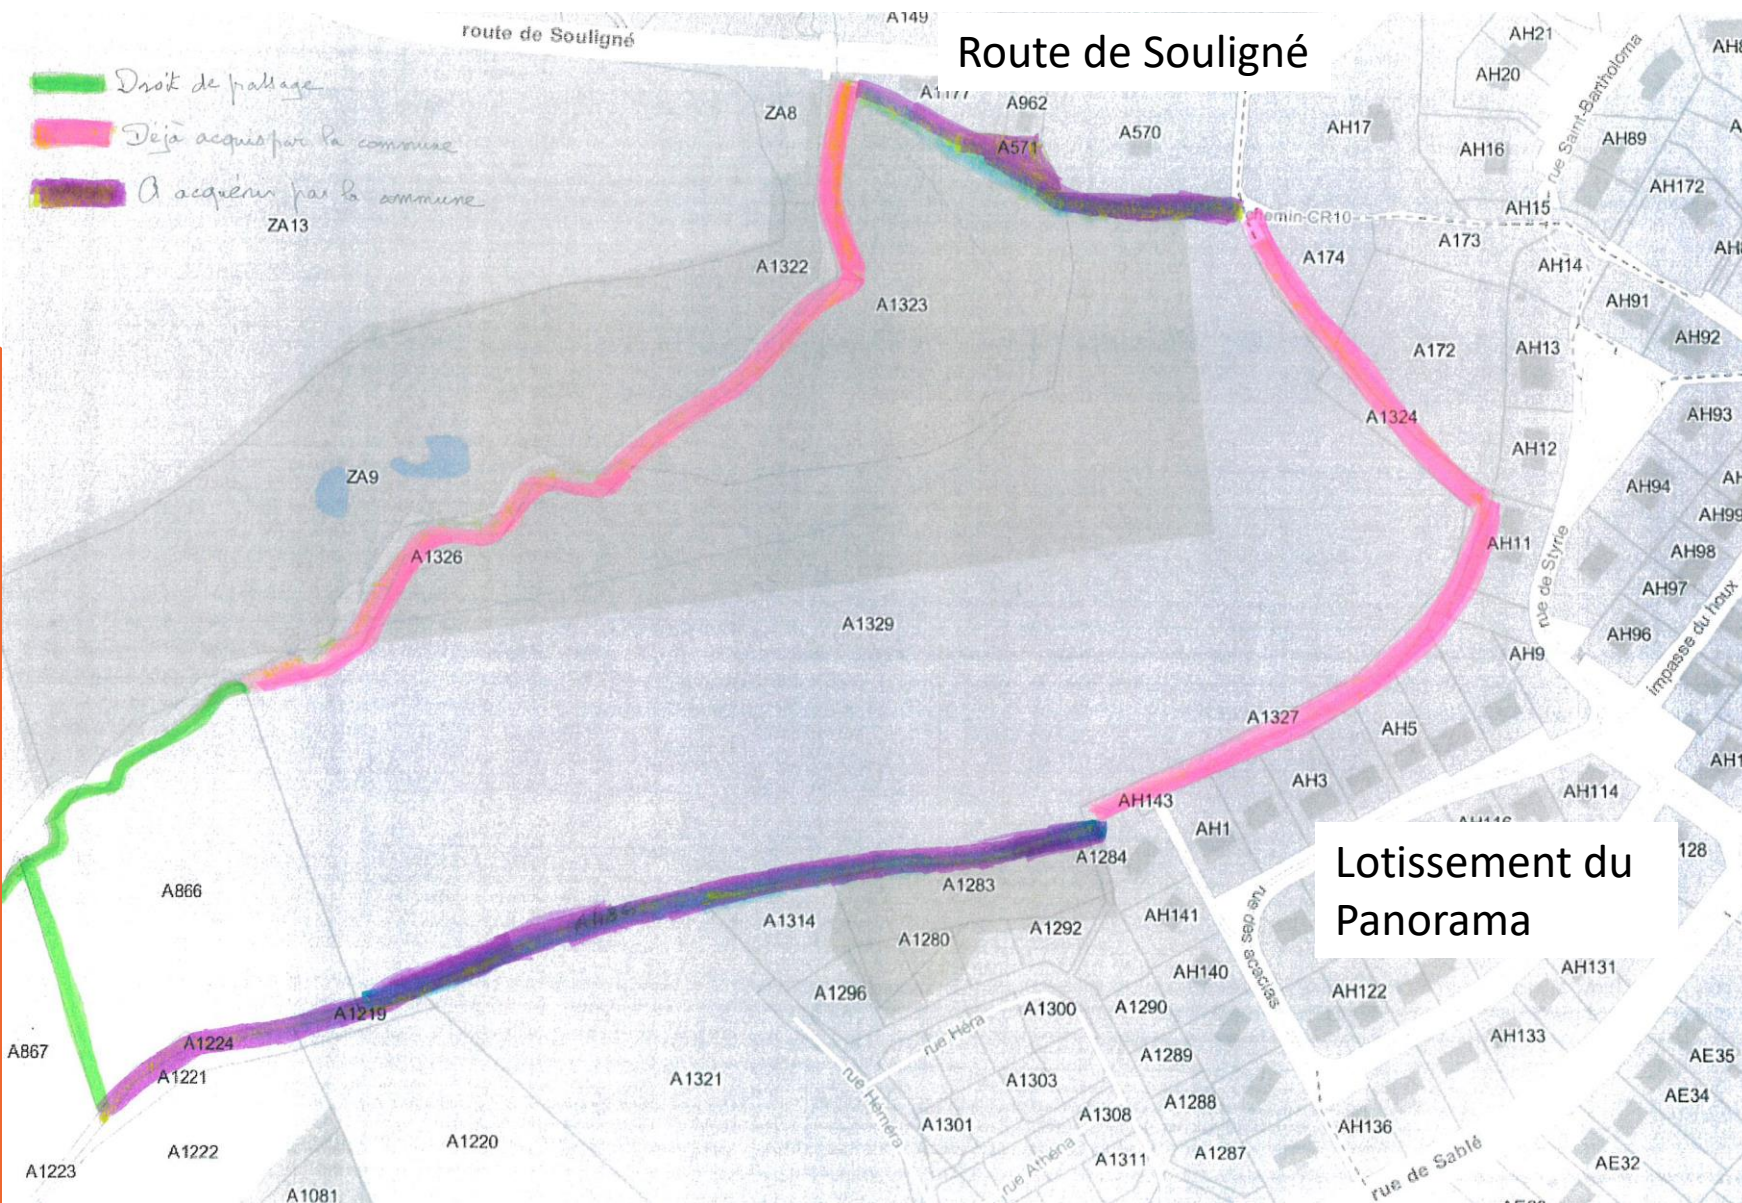 route de Souligné
A149
Route de Souligné
AH21
AH20
rue Saint-Bartholoma
Droit de passage
Déjà acquis par la commune
A acquérir par la commune
ZA8
A1177
A962
A571
A570
AH17
AH16
AH89
AH172
ZA13
chemin-CR10
AH15
A173
AH14
A174
A1322
A1323
AH91
AH92
A172
AH13
A1324
AH93
AH12
ZA9
AH94
AH99
A1326
AH11
AH98
AH97
rue de Styrie
impasse du houx
A1329
AH96
AH9
A1327
AH5
AH3
AH143
AH1
AH114
A1284
Lotissement du
Panorama
128
A866
A1283
A1314
A1280
A1292
AH141
rue des acacias
AH140
AH131
A1296
A1300
A1290
AH122
A1219
A1224
rue Héra
AH133
A867
A1221
A1321
rue Héméra
A1303
A1289
AE35
A1301
A1308
A1288
AE34
A1222
A1220
rue Athéna
A1311
A1287
AH136
rue de Sablé
AE32
A1223
A1081